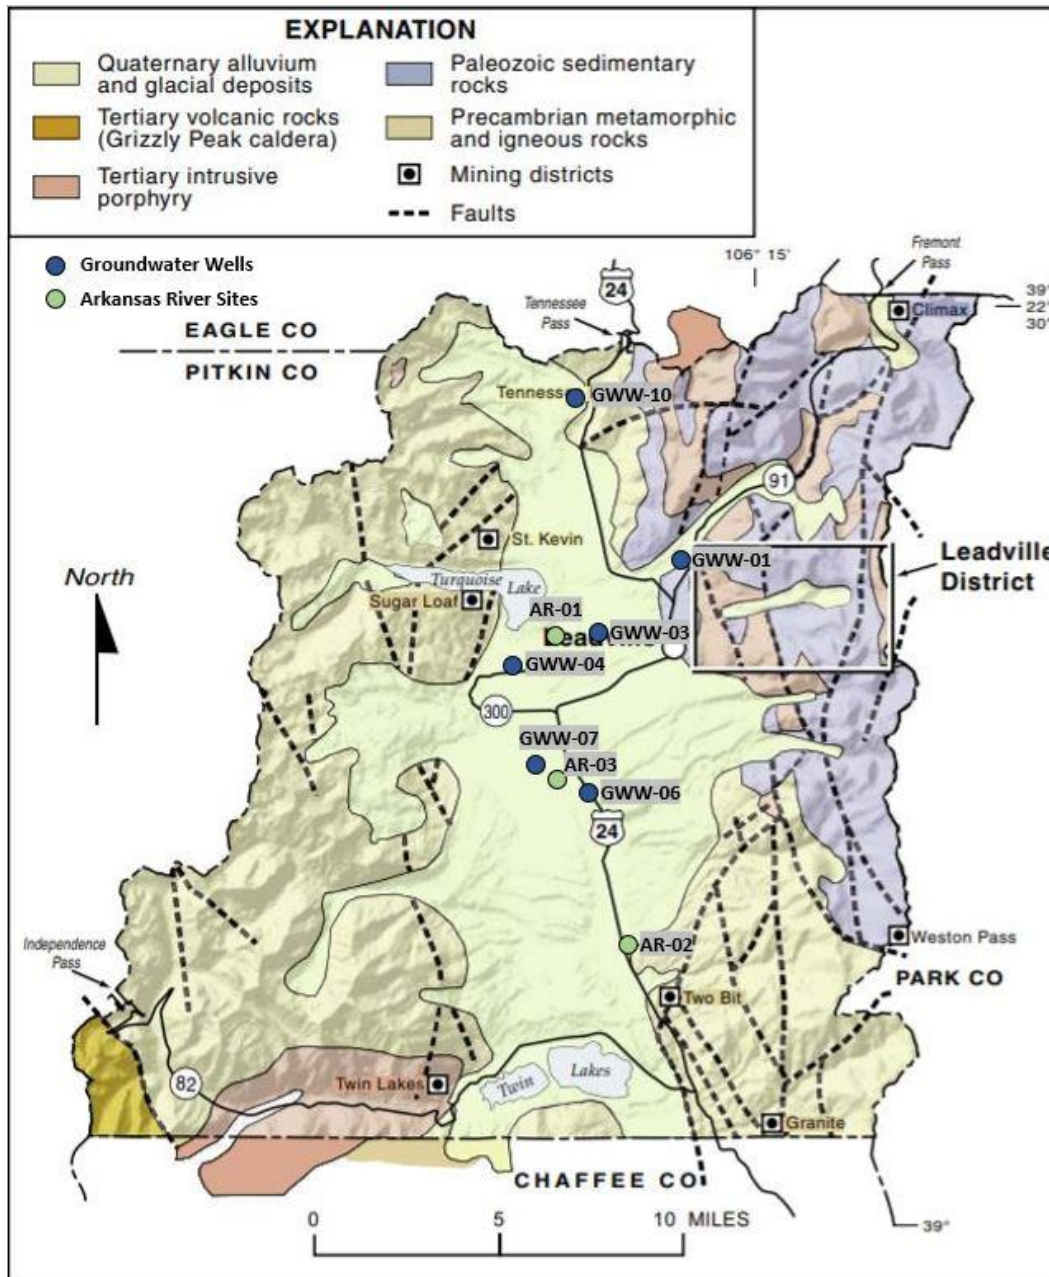 EXPLANATION
Quaternary alluvium
and glacial deposits
Tertiary volcanic rocks
(Grizzly Peak caldera)
Tertiary intrusive
porphyry
Paleozoic sedimentary
rocks
Precambrian metamorphic
and igneous rocks
Mining districts
Faults
Groundwater Wells
Arkansas River Sites
106° 15'
Fremont
Pass
39°
22'
30"
24
Tennessee
Pass
Climax
EAGLE CO
PITKIN CO
Tenness
GWW-10
91
St. Kevin
GWW-01
Leadville
District
North
Turquoise
Lake
Sugar Loaf
AR-01
GWW-03
GWW-04
300
GWW-07
AR-03
GWW-06
24
AR-02
Weston Pass
Independence
Pass
PARK CO
Two Bit
82
Twin Lakes
Twin
Lakes
Granite
CHAFFEE CO
0
5
10 MILES
39°